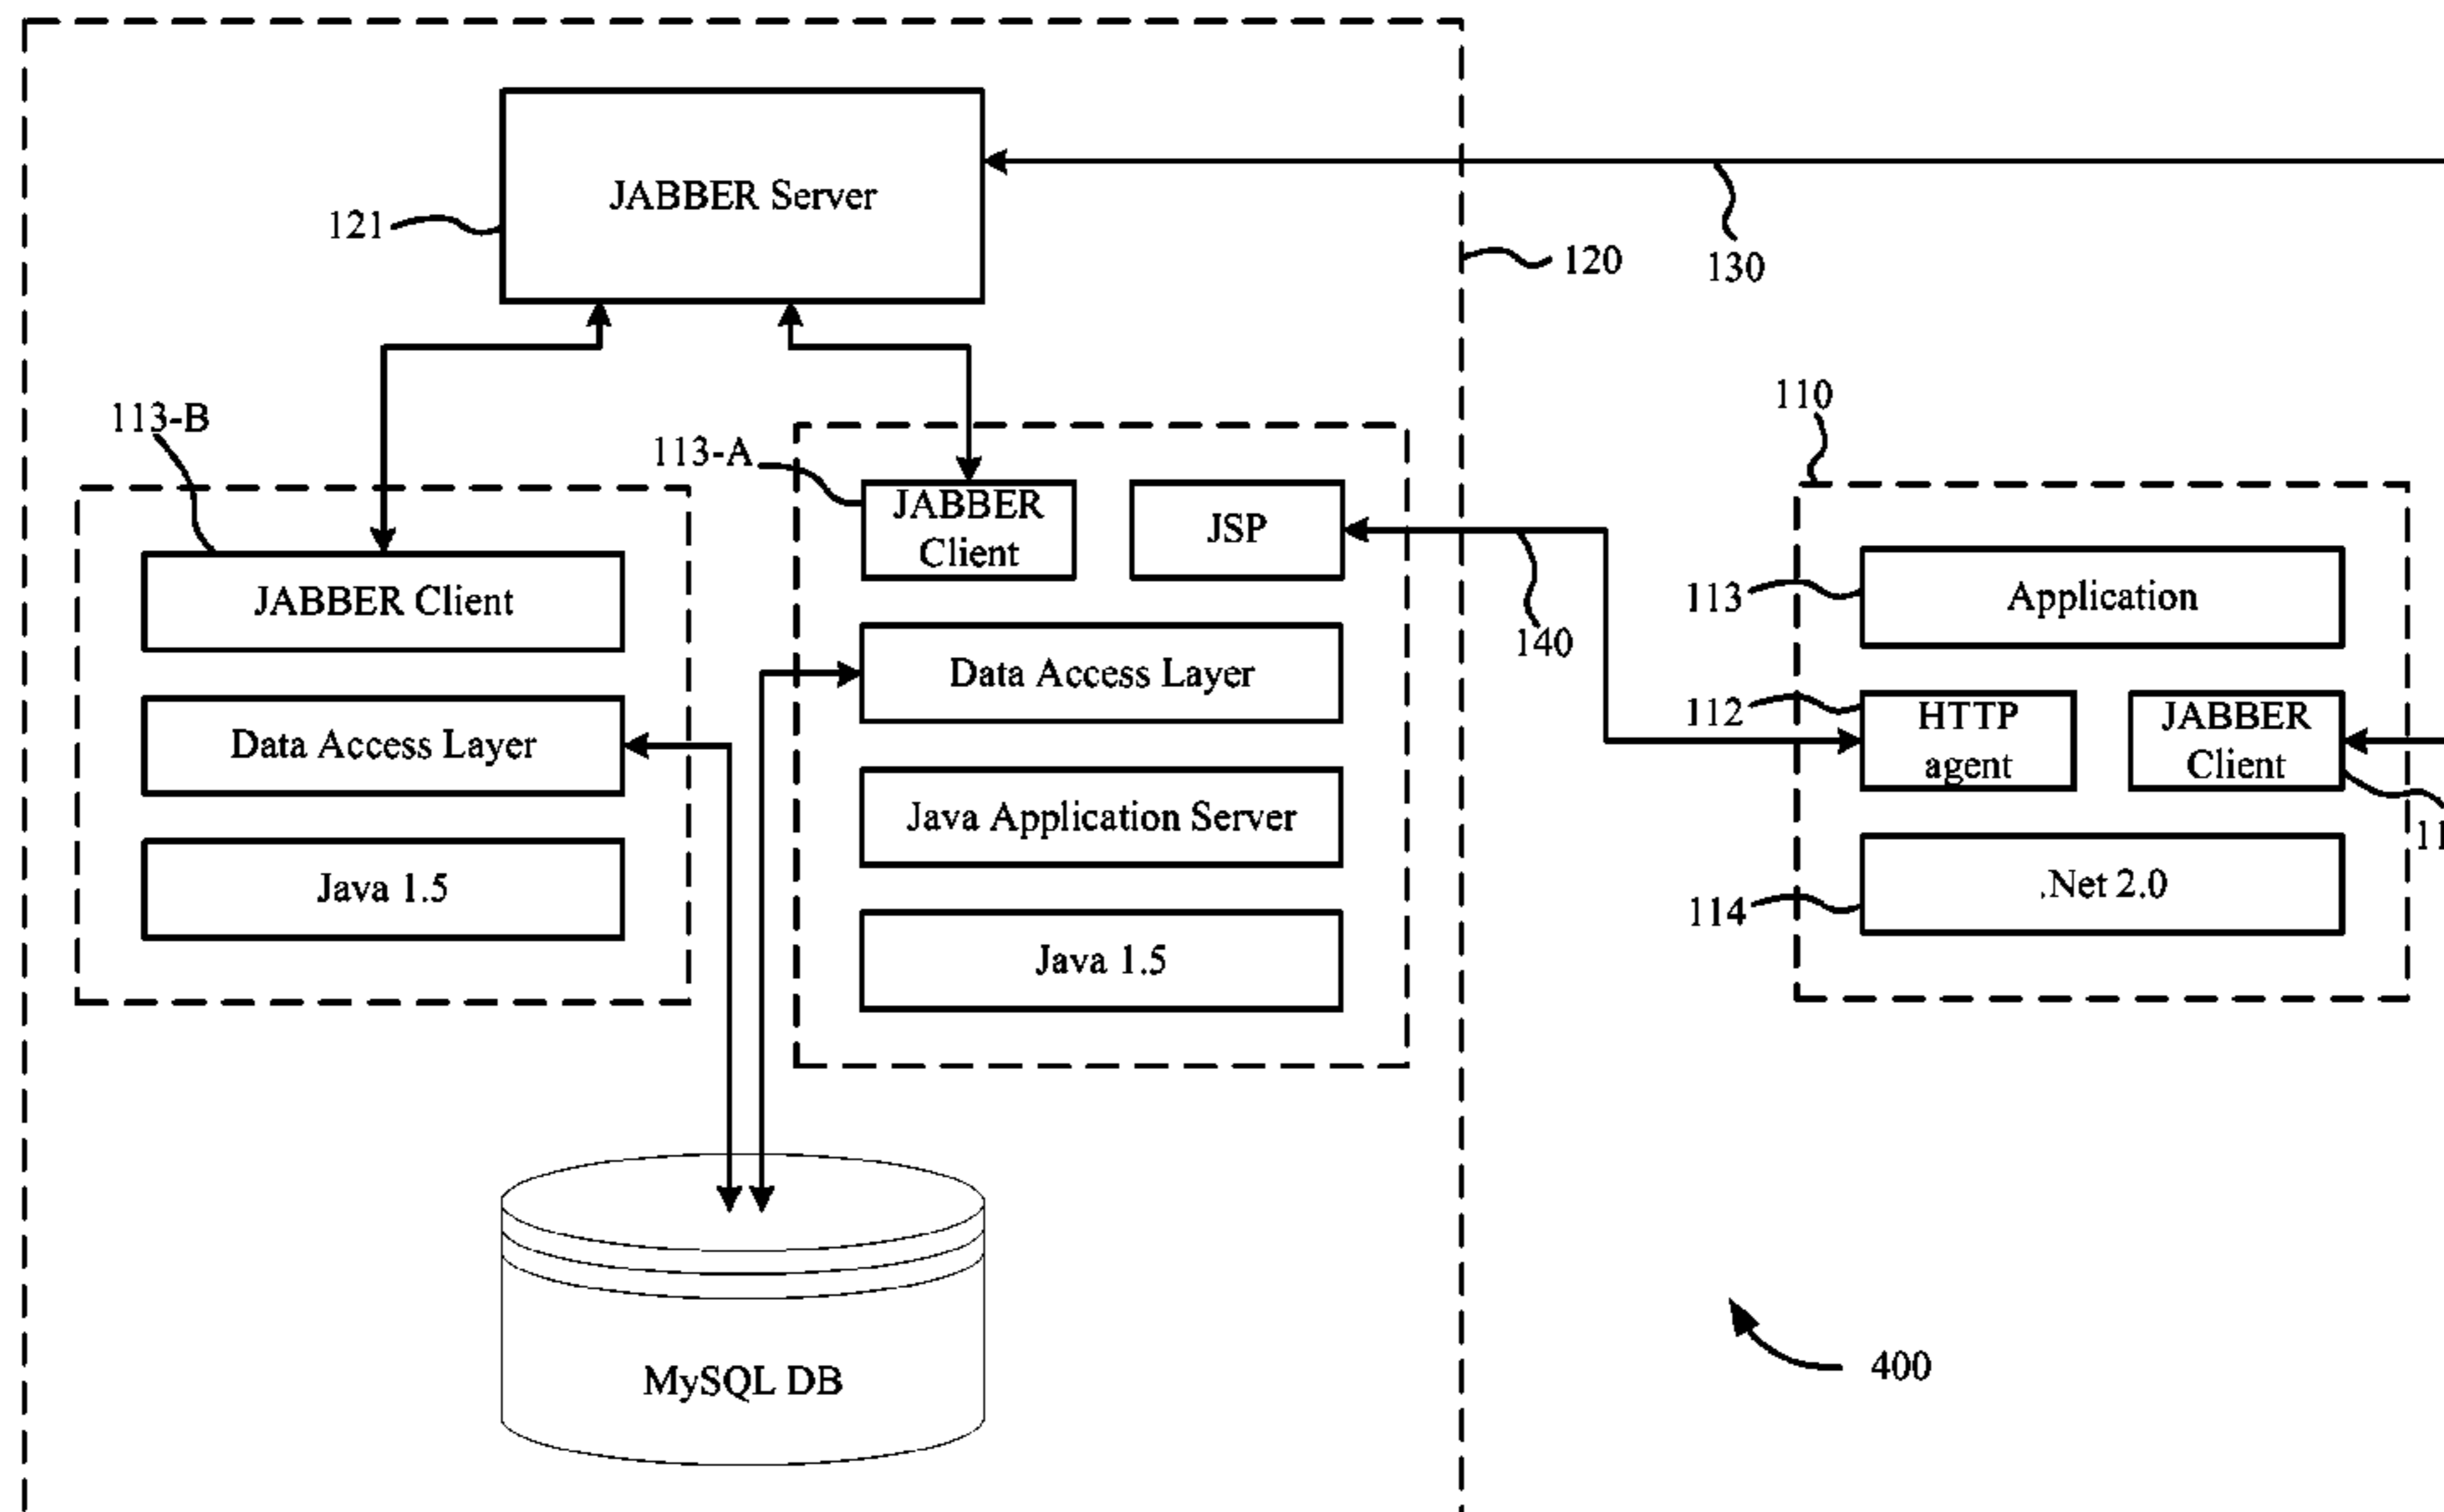 JABBER Server
121
120
130
110
113-B
113-A
JABBER
Client
JSP
JABBER Client
140
113
Application
Data Access Layer
112
HTTP
agent
JABBER
Client
Data Access Layer
Java Application Server
11
Java 1.5
114
.Net 2.0
Java 1.5
MySQL DB
400